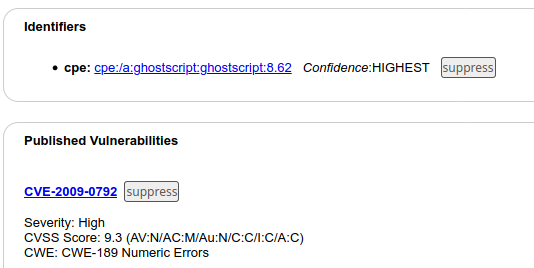 Identifiers
• cpe: cpe:/a:ghostscript:ghostscript:8.62 Confidence:HIGHEST suppress
Published Vulnerabilities
CVE-2009-0792 suppress
Severity: High
CVSS Score: 9.3 (AV:N/AC:M/Au:N/C:C/I:C/A:C)
CWE: CWE-189 Numeric Errors